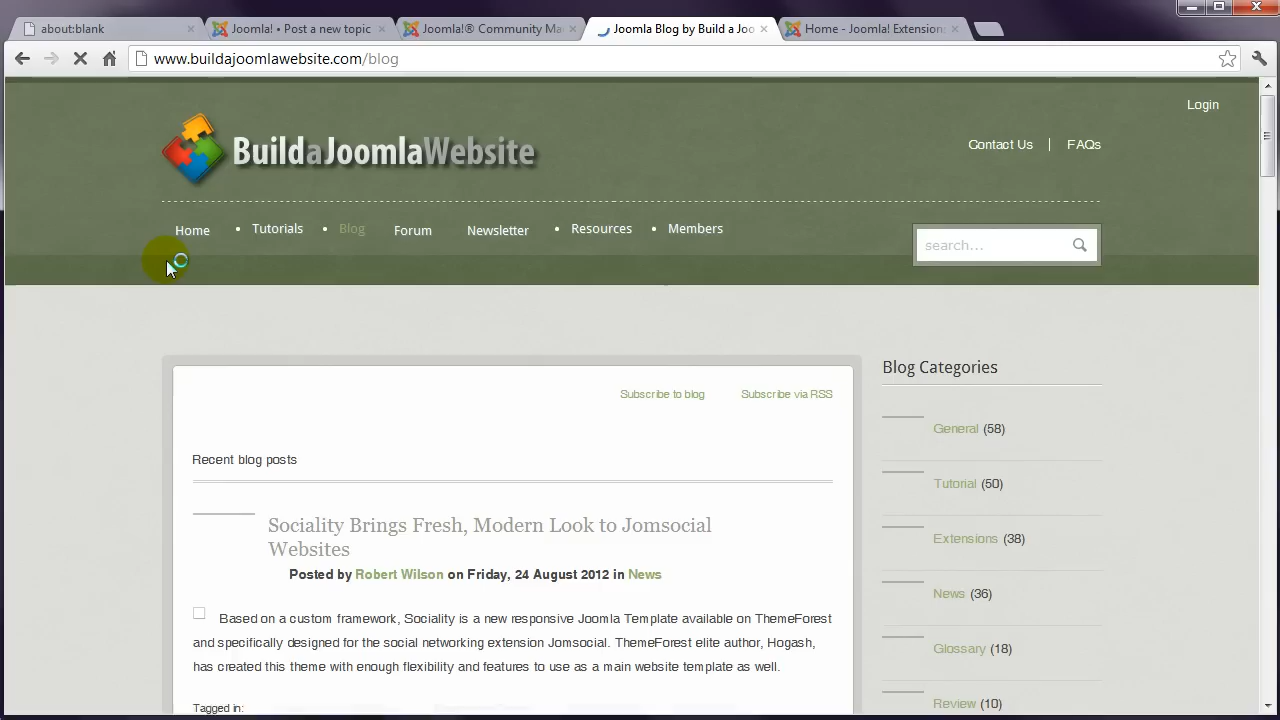 about:blank
Joomla! • Post a new topic
Joomla!® Community Ma
Joomla Blog by Build a Joo
Home - Joomla! Extension
www.buildajoomlawebsite.com/blog
Login
BuildaJoomlaWebsite
Contact Us | FAQs
Home • Tutorials • Blog Forum Newsletter • Resources • Members
search...
Subscribe to blog Subscribe via RSS
Recent blog posts
Sociality Brings Fresh, Modern Look to Jomsocial
Websites
Posted by Robert Wilson on Friday, 24 August 2012 in News
Based on a custom framework, Sociality is a new responsive Joomla Template available on ThemeForest
and specifically designed for the social networking extension Jomsocial. ThemeForest elite author, Hogash,
has created this theme with enough flexibility and features to use as a main website template as well.
Tagged in:
Blog Categories
General (58)
Tutorial (50)
Extensions (38)
News (36)
Glossary (18)
Review (10)